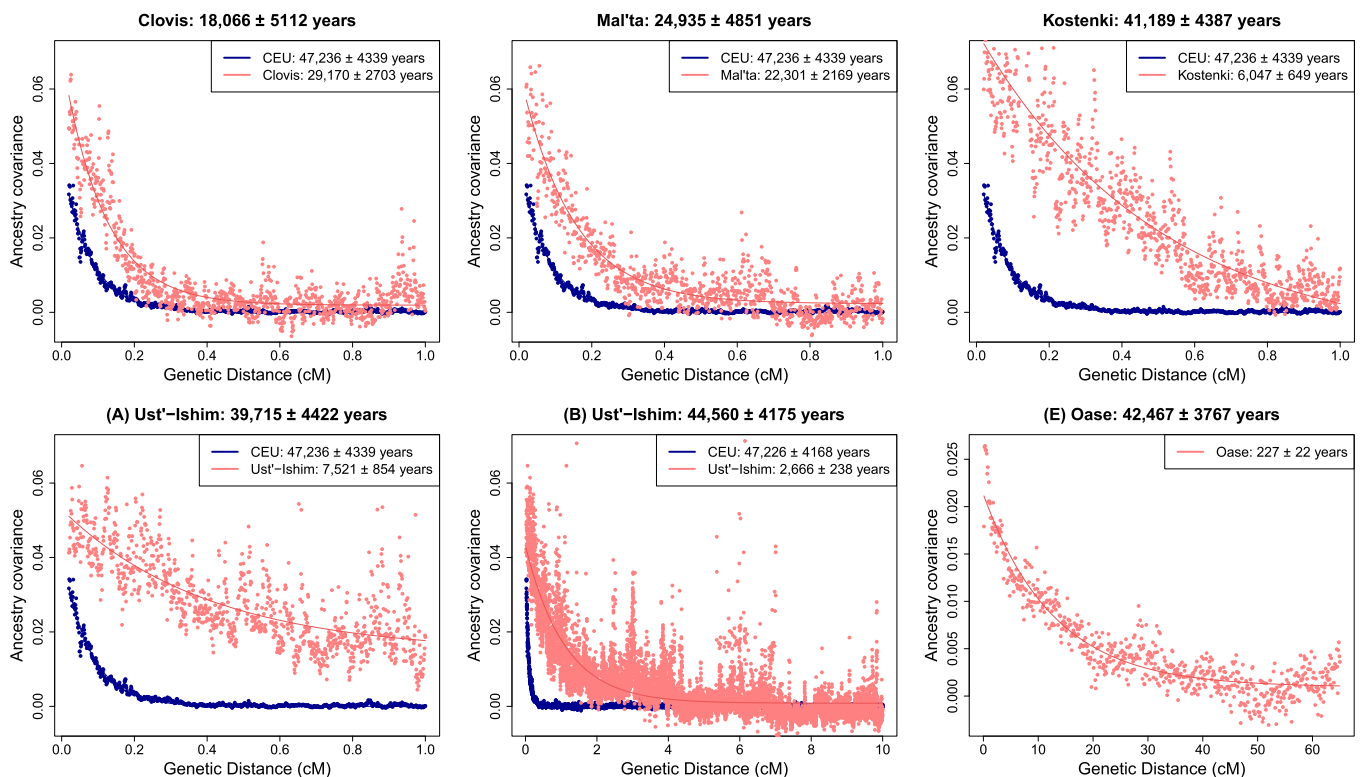 Clovis: 18,066 ± 5112 years
CEU: 47,236 ± 4339 years
Clovis: 29,170 ± 2703 years
Ancestry covariance
0.00
0.02
0.04
0.06
0.0
0.2
0.4
0.6
0.8
1.0
Genetic Distance (cM)
Mal'ta: 24,935 ± 4851 years
CEU: 47,236 ± 4339 years
Mal'ta: 22,301 ± 2169 years
Ancestry covariance
0.00
0.02
0.04
0.06
0.0
0.2
0.4
0.6
0.8
1.0
Genetic Distance (cM)
Kostenki: 41,189 ± 4387 years
CEU: 47,236 ± 4339 years
Kostenki: 6,047 ± 649 years
Ancestry covariance
0.00
0.02
0.04
0.06
0.0
0.2
0.4
0.6
0.8
1.0
Genetic Distance (cM)
(A) Ust'−Ishim: 39,715 ± 4422 years
CEU: 47,236 ± 4339 years
Ust'−Ishim: 7,521 ± 854 years
Ancestry covariance
0.00
0.02
0.04
0.06
0.0
0.2
0.4
0.6
0.8
1.0
Genetic Distance (cM)
(B) Ust'−Ishim: 44,560 ± 4175 years
CEU: 47,226 ± 4168 years
Ust'−Ishim: 2,666 ± 238 years
Ancestry covariance
0.00
0.02
0.04
0.06
0
2
4
6
8
10
Genetic Distance (cM)
(E) Oase: 42,467 ± 3767 years
Oase: 227 ± 22 years
Ancestry covariance
0.000
0.005
0.010
0.015
0.020
0.025
0
10
20
30
40
50
60
Genetic Distance (cM)